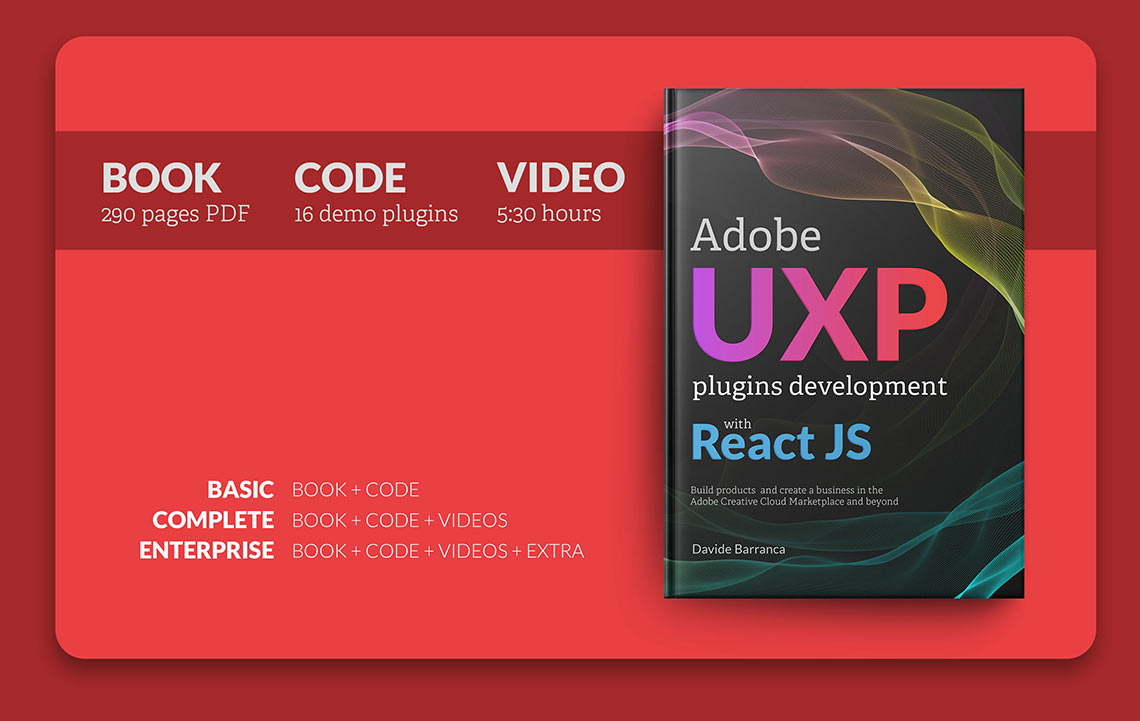 BOOK
290 pages PDF
CODE
16 demo plugins
VIDEO
5:30 hours
BASIC BOOK + CODE
COMPLETE BOOK + CODE + VIDEOS
ENTERPRISE BOOK + CODE + VIDEOS + EXTRA
Adobe
UXP
plugins development
with
React JS
Build products and create a business in the
Adobe Creative Cloud Marketplace and beyond
Davide Barranca